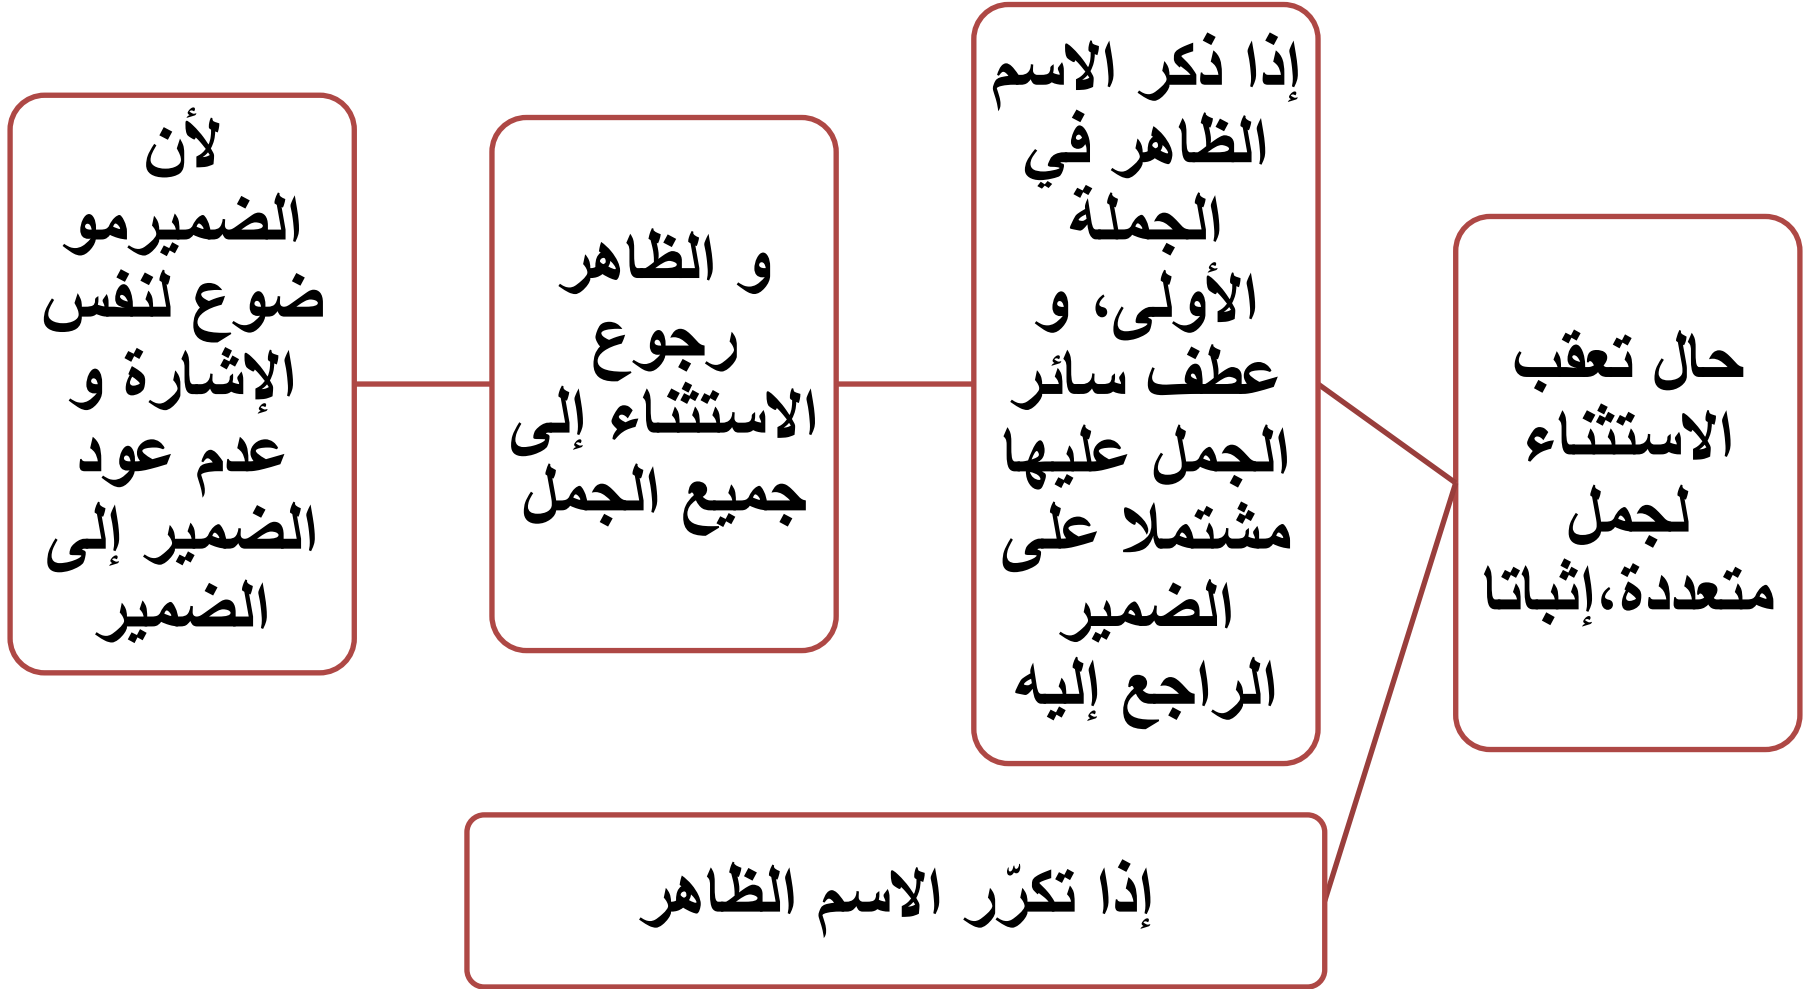 حال تعقب
الاستثناء
لجمل
متعددة،إثباتا
إذا ذكر الاسم
الظاهر في
الجملة
الأولى، و
عطف سائر
الجمل عليها
مشتملا على
الضمير
الراجع إليه
و الظاهر
رجوع
الاستثناء إلى
جميع الجمل
لأن
الضميرمو
ضوع لنفس
الإشارة و
عدم عود
الضمير إلى
الضمير
إذا تكرّر الاسم الظاهر